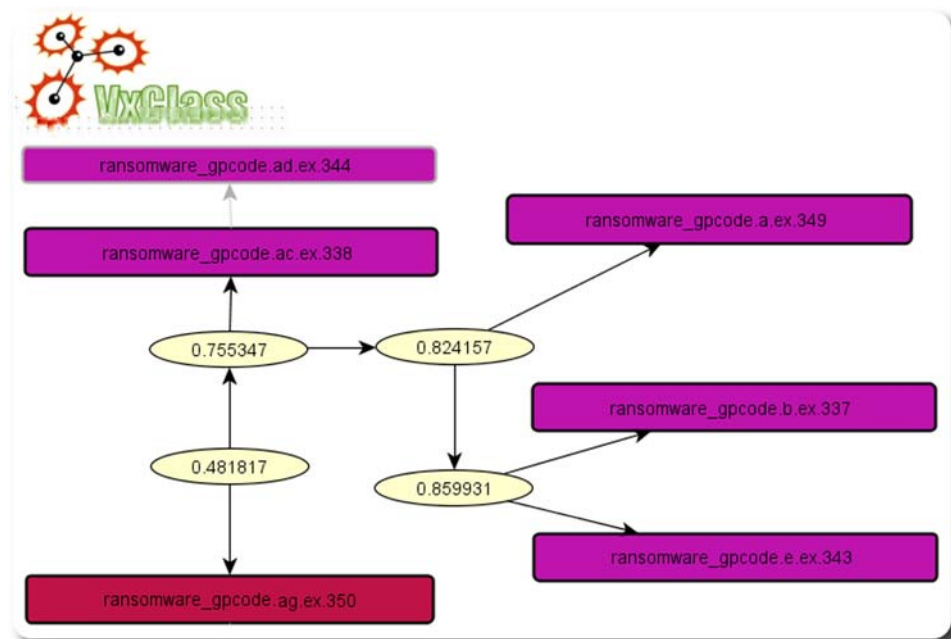 VxClass
ransomware_gpcode.ad.ex.344
ransomware_gpcode.a.ex.349
ransomware_gpcode.ac.ex.338
0.755347
0.824157
ransomware_gpcode.b.ex.337
0.481817
0.859931
ransomware_gpcode.e.ex.343
ransomware_gpcode.ag.ex.350